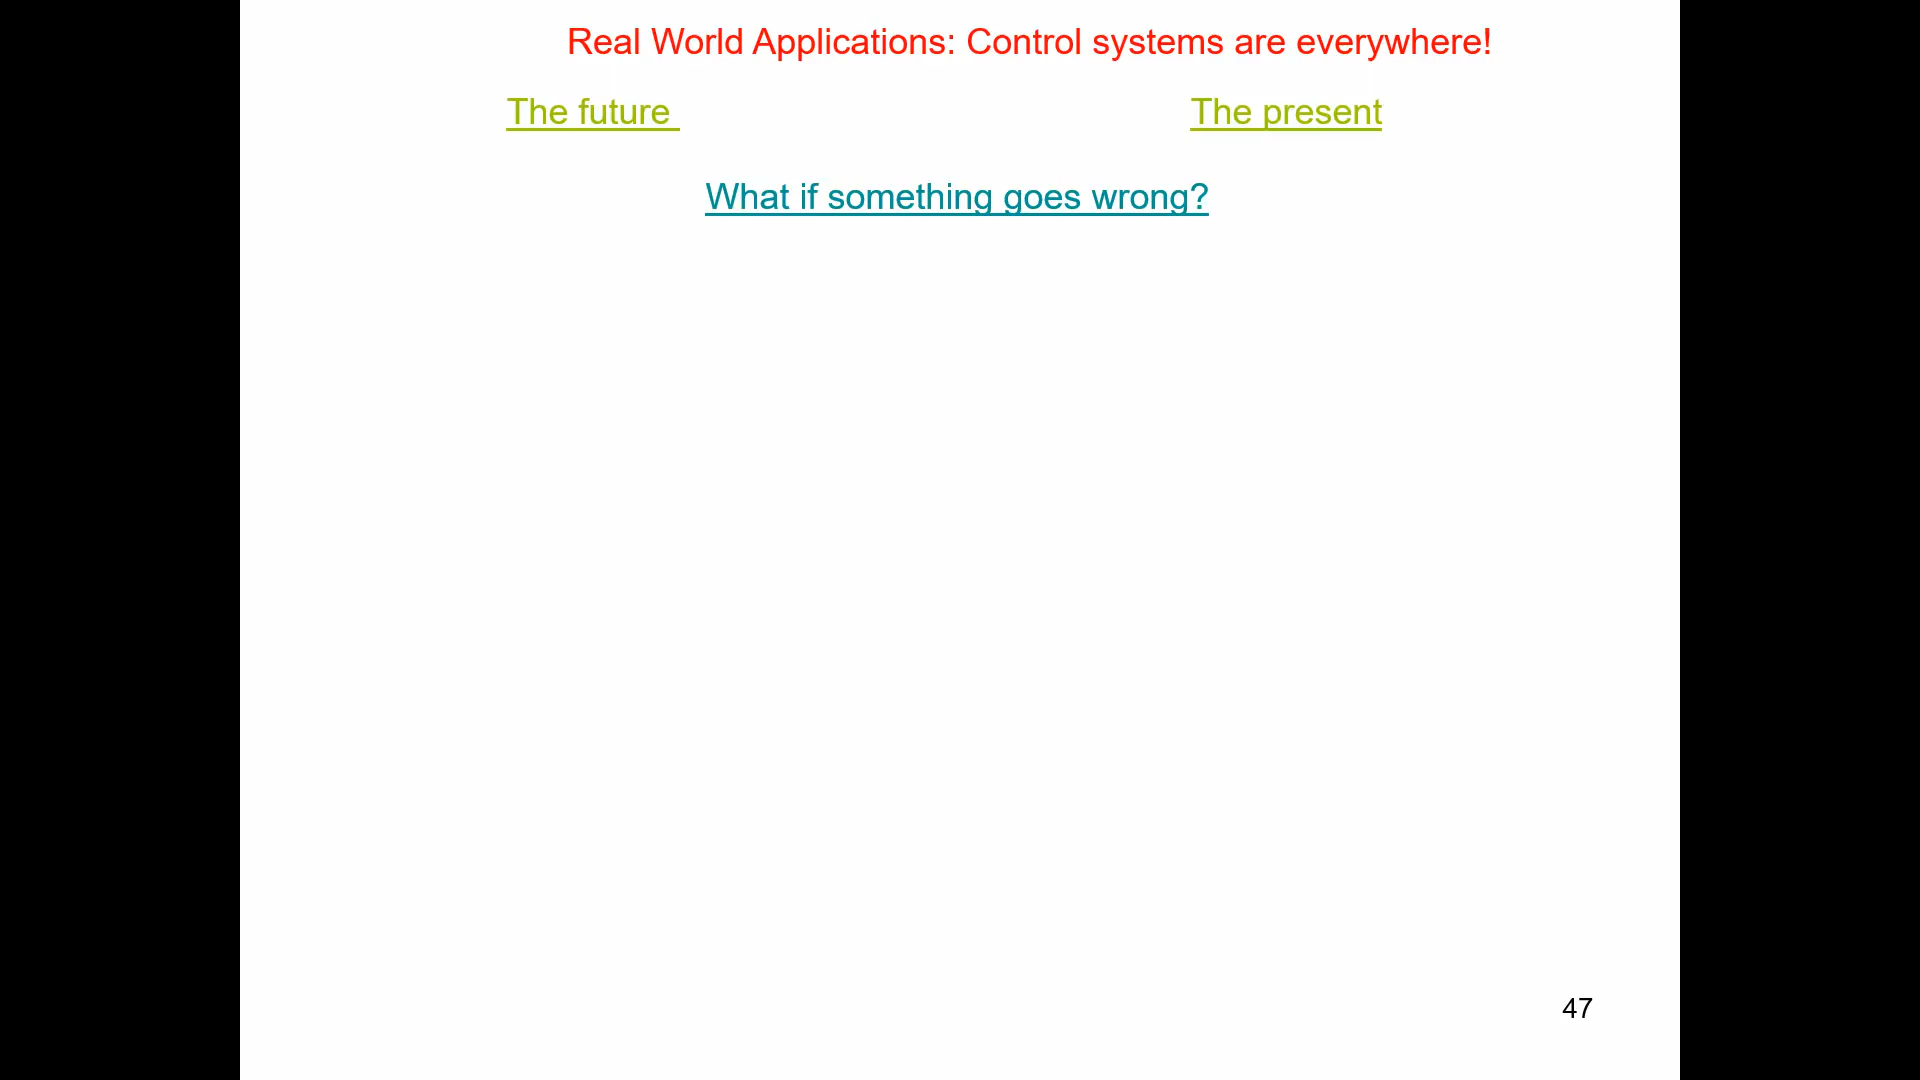 Real World Applications: Control systems are everywhere!
The future
The present
What if something goes wrong?
47